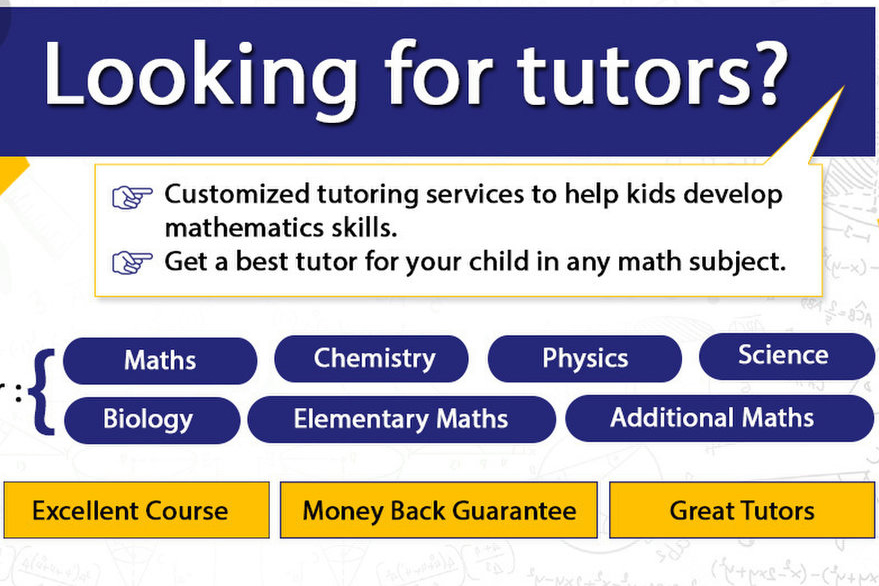 Looking for tutors?
Customized tutoring services to help kids develop
mathematics skills.
Get a best tutor for your child in any math subject.
:
Maths Chemistry Physics Science
Biology Elementary Maths Additional Maths
Excellent Course Money Back Guarantee Great Tutors